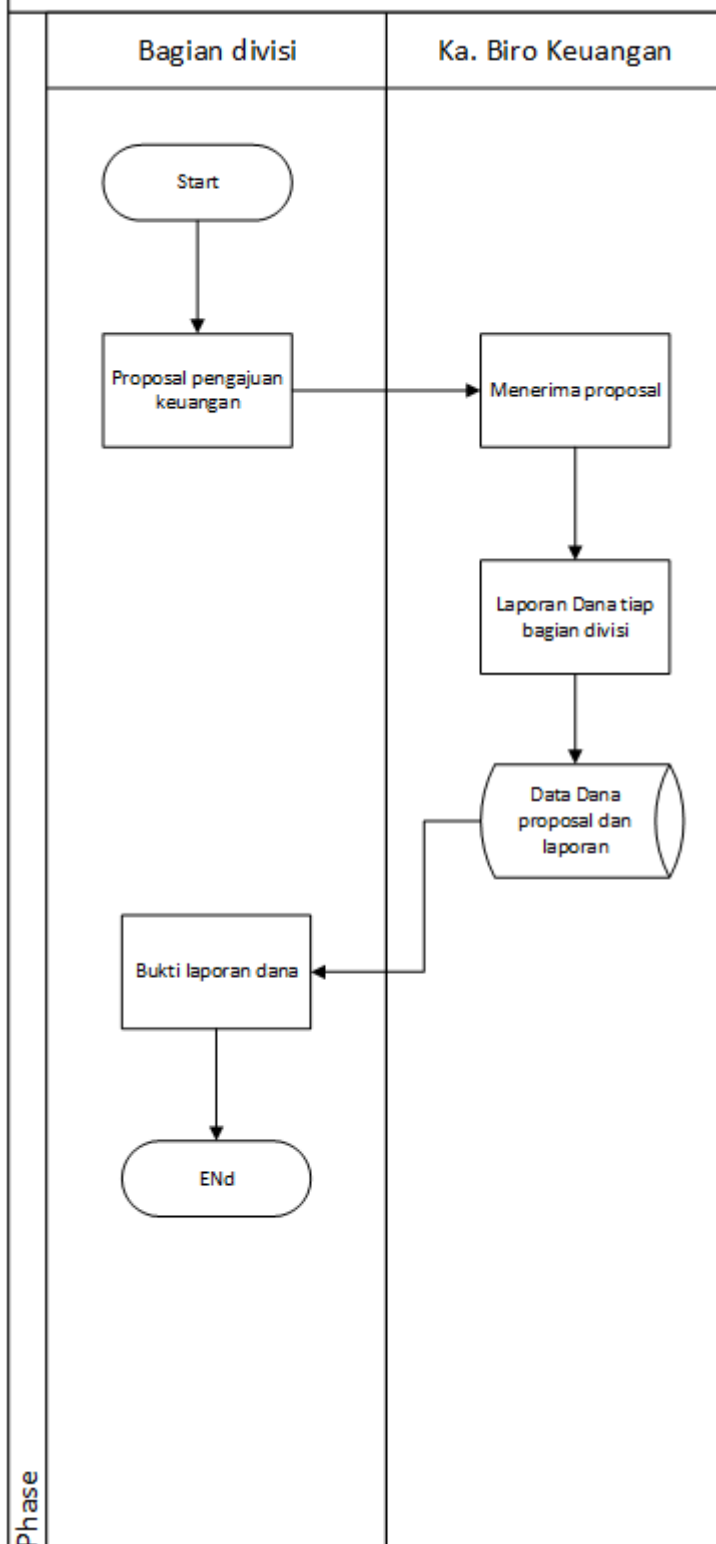 Bagian divisi
Ka. Biro Keuangan
Start
Proposal pengajuan
keuangan
Menerima proposal
Laporan Dana tiap
bagian divisi
Data Dana
proposal dan
laporan
Bukti laporan dana
ENd
Phase